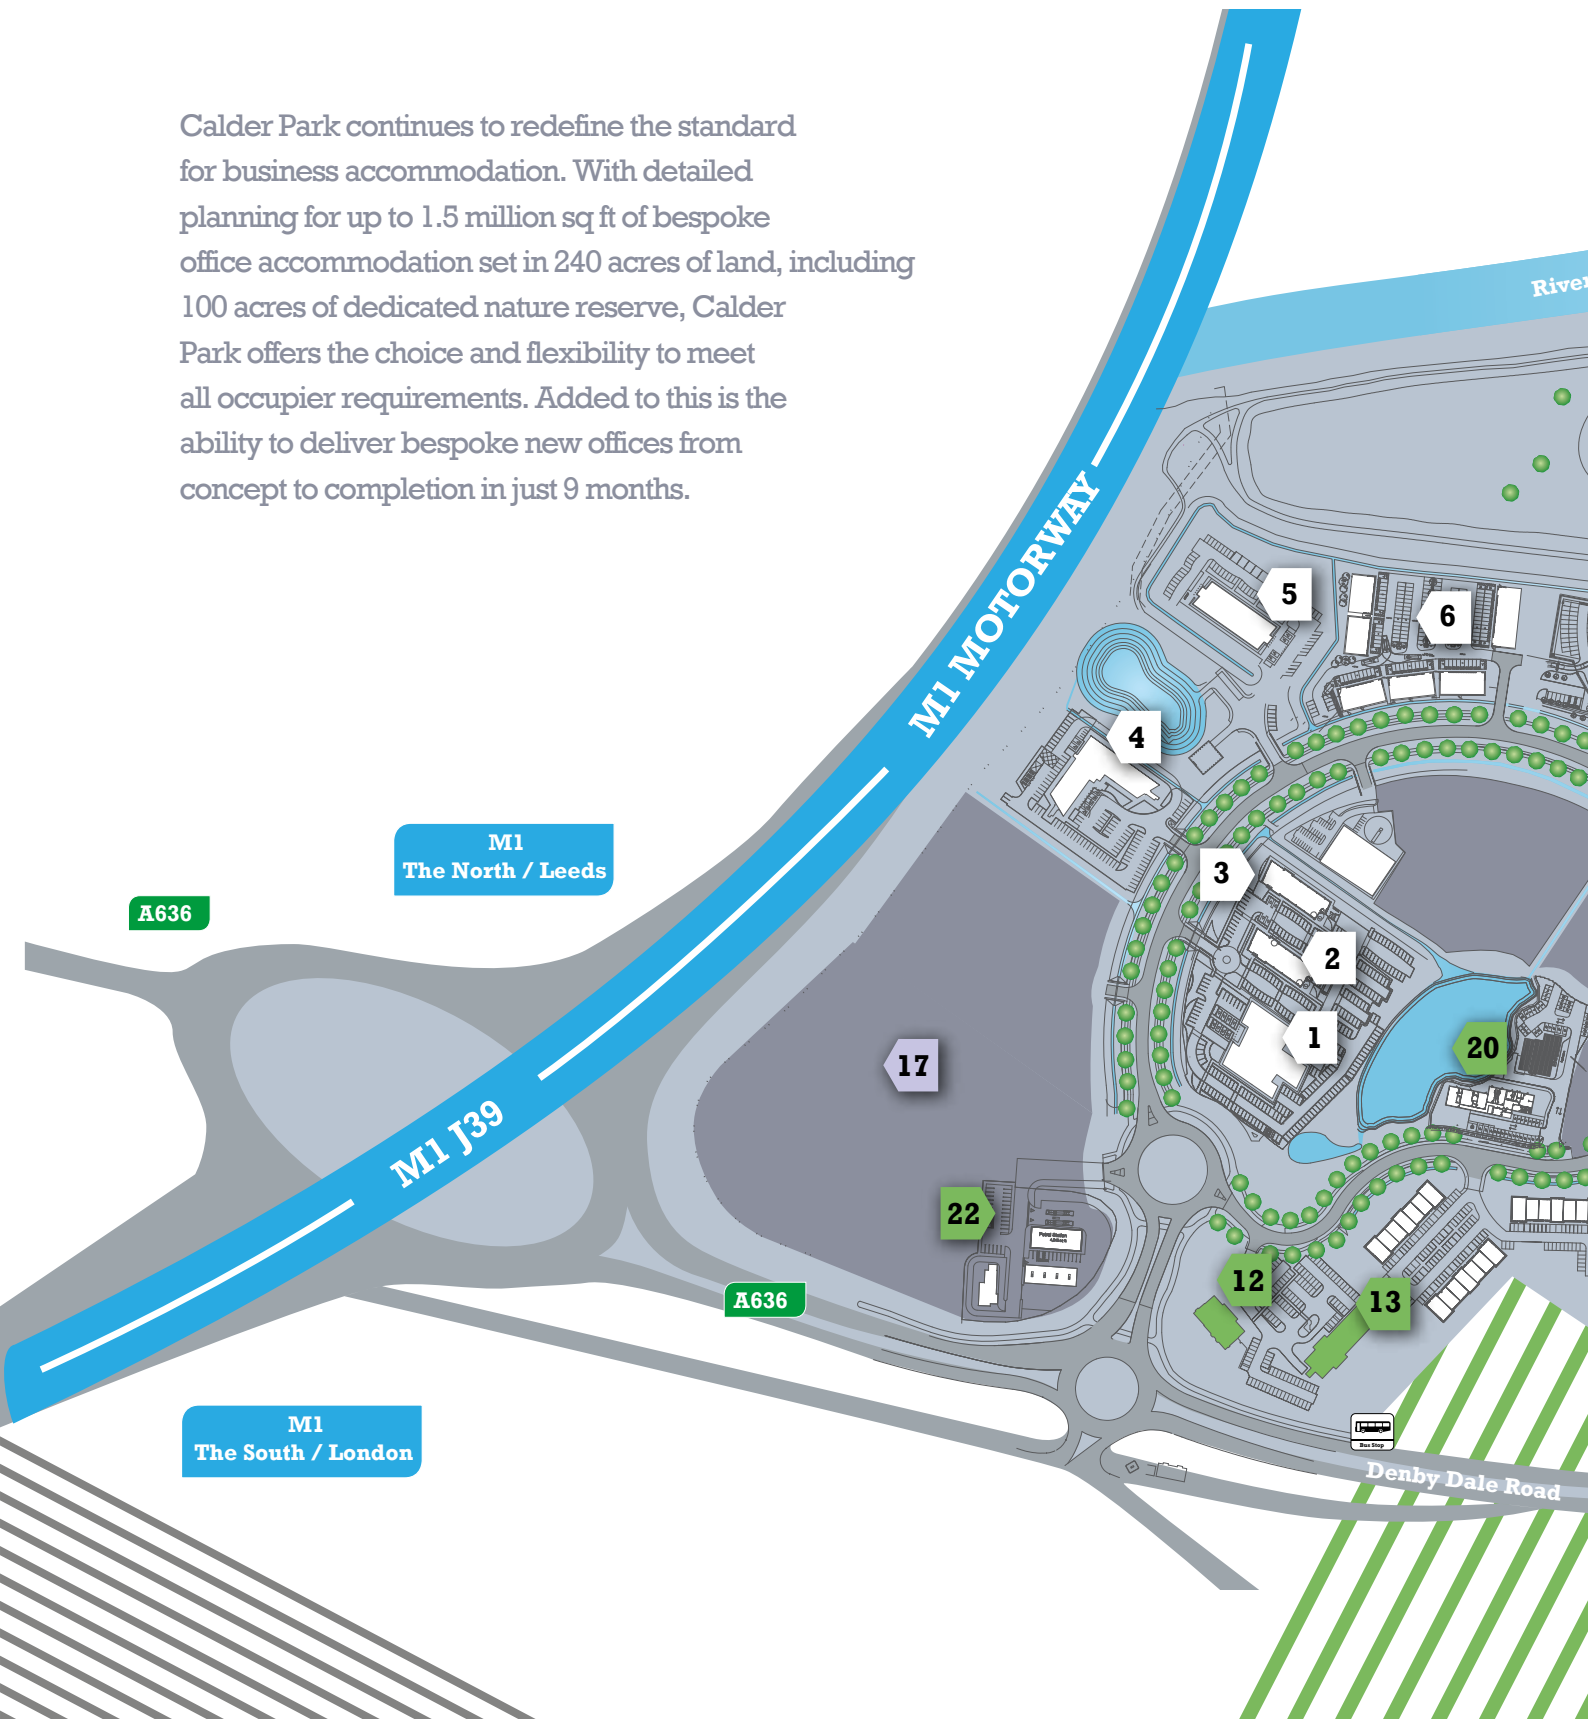 Calder Park continues to redefine the standard
for business accommodation. With detailed
planning for up to 1.5 million sq ft of bespoke
office accommodation set in 240 acres of land, including
100 acres of dedicated nature reserve, Calder
Park offers the choice and flexibility to meet
all occupier requirements. Added to this is the
ability to deliver bespoke new offices from
concept to completion in just 9 months.
River
M1 MOTORWAY
5
6
4
3
2
1
20
17
22
12
13
M1
The North / Leeds
A636
M1 J39
Petrol Station
A636
M1
The South / London
Bus Stop
Denby Dale Road